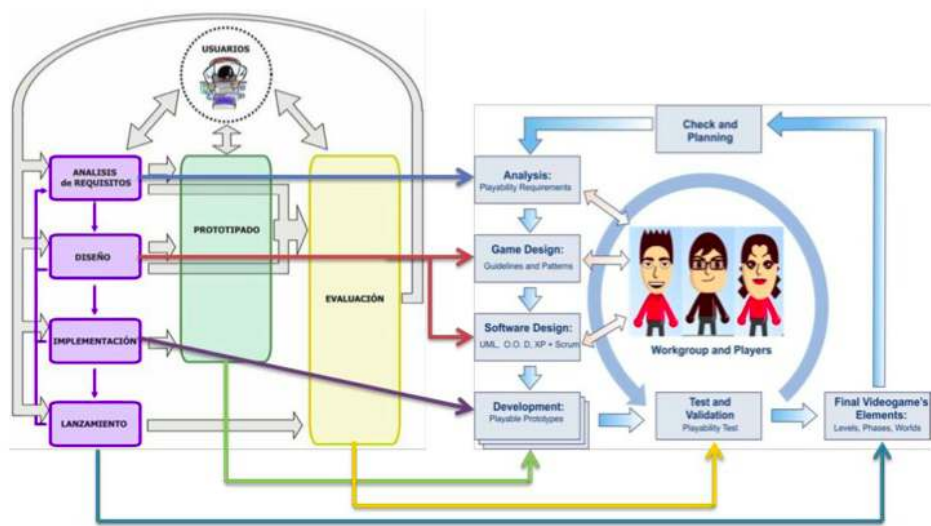 USUARIOS
ANALISIS
de REQUISITOS
PROTOTIPADO
DISEÑO
EVALUACIÓN
IMPLEMENTACIÓN
LANZAMIENTO
Check and
Planning
Analysis:
Playability Requirements
Game Design:
Guidelines and Patterns
Software Design:
UML, O.O. D, XP + Scrum
Workgroup and Players
Development:
Playable Prototypes
Test and
Validation
Playability Test
Final Videogame's
Elements:
Levels, Phases, Worlds